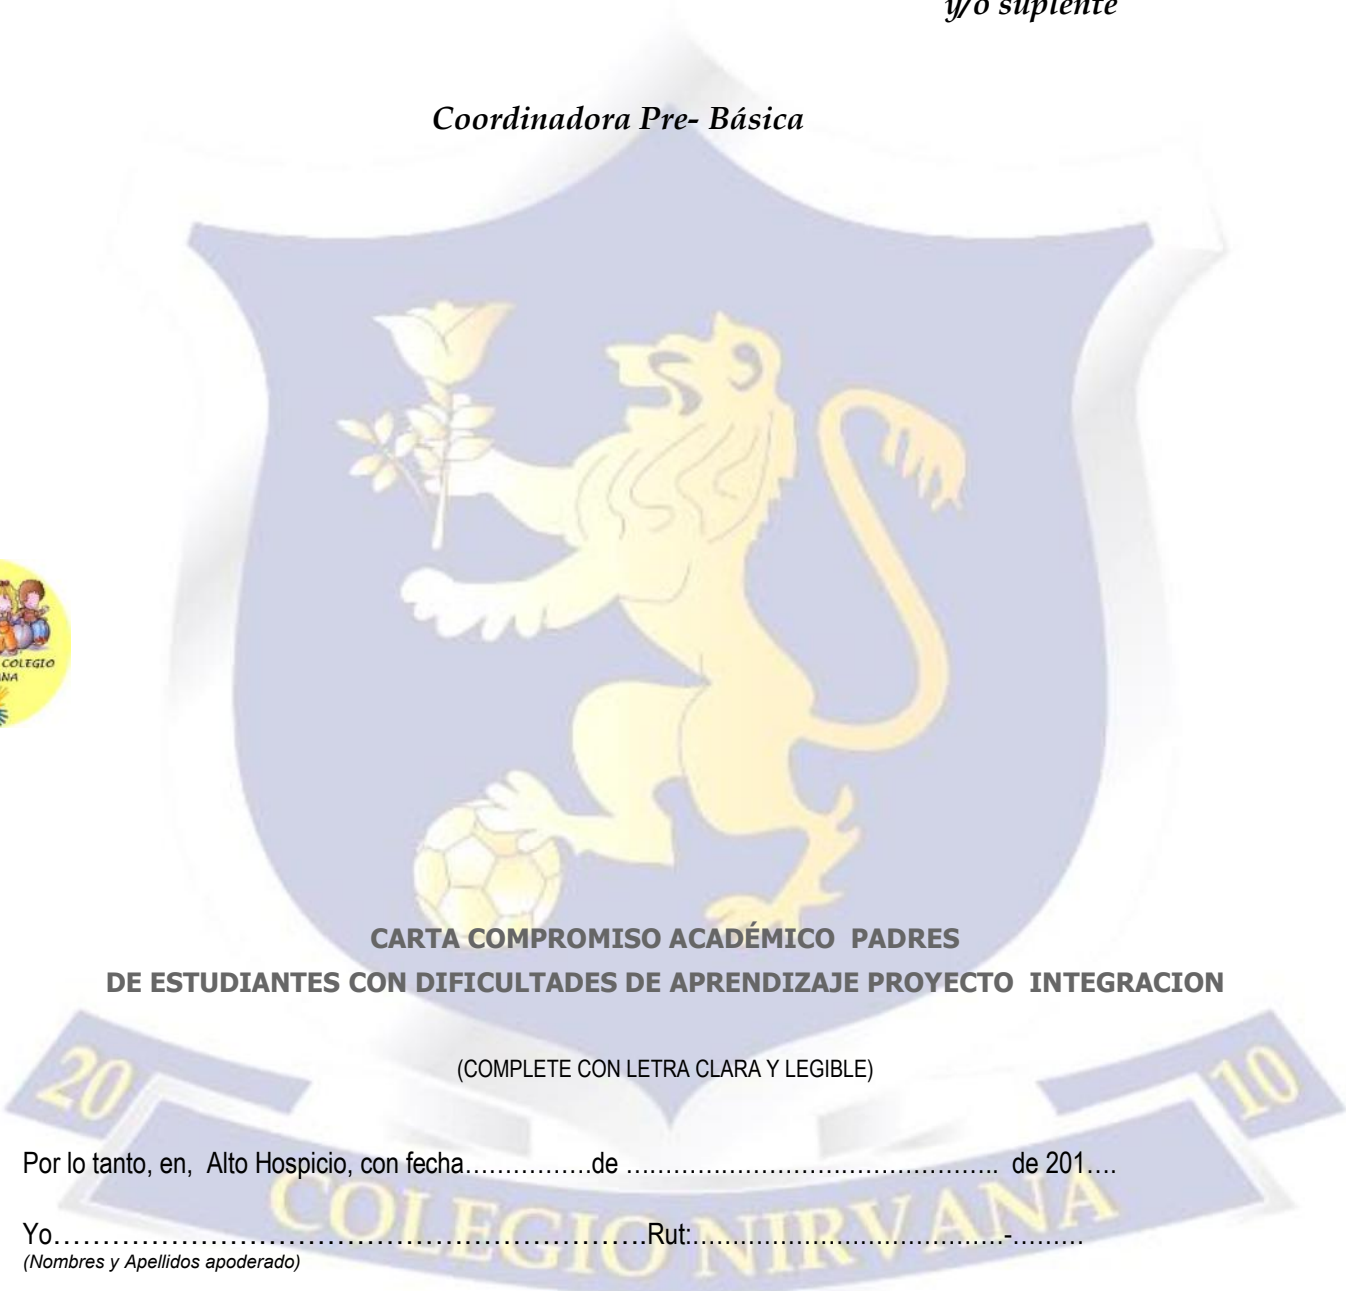 y/o suplente
Coordinadora Pre- Básica
COLEGIO
CARTA COMPROMISO ACADÉMICO PADRES
DE ESTUDIANTES CON DIFICULTADES DE APRENDIZAJE PROYECTO INTEGRACION
(COMPLETE CON LETRA CLARA Y LEGIBLE)
20 10
Por lo tanto, en, Alto Hospicio, con fecha................de ................................................ de 201....
COLEGIO NIRVANA
Yo.............................................................Rut:........................................-.........
(Nombres y Apellidos apoderado)